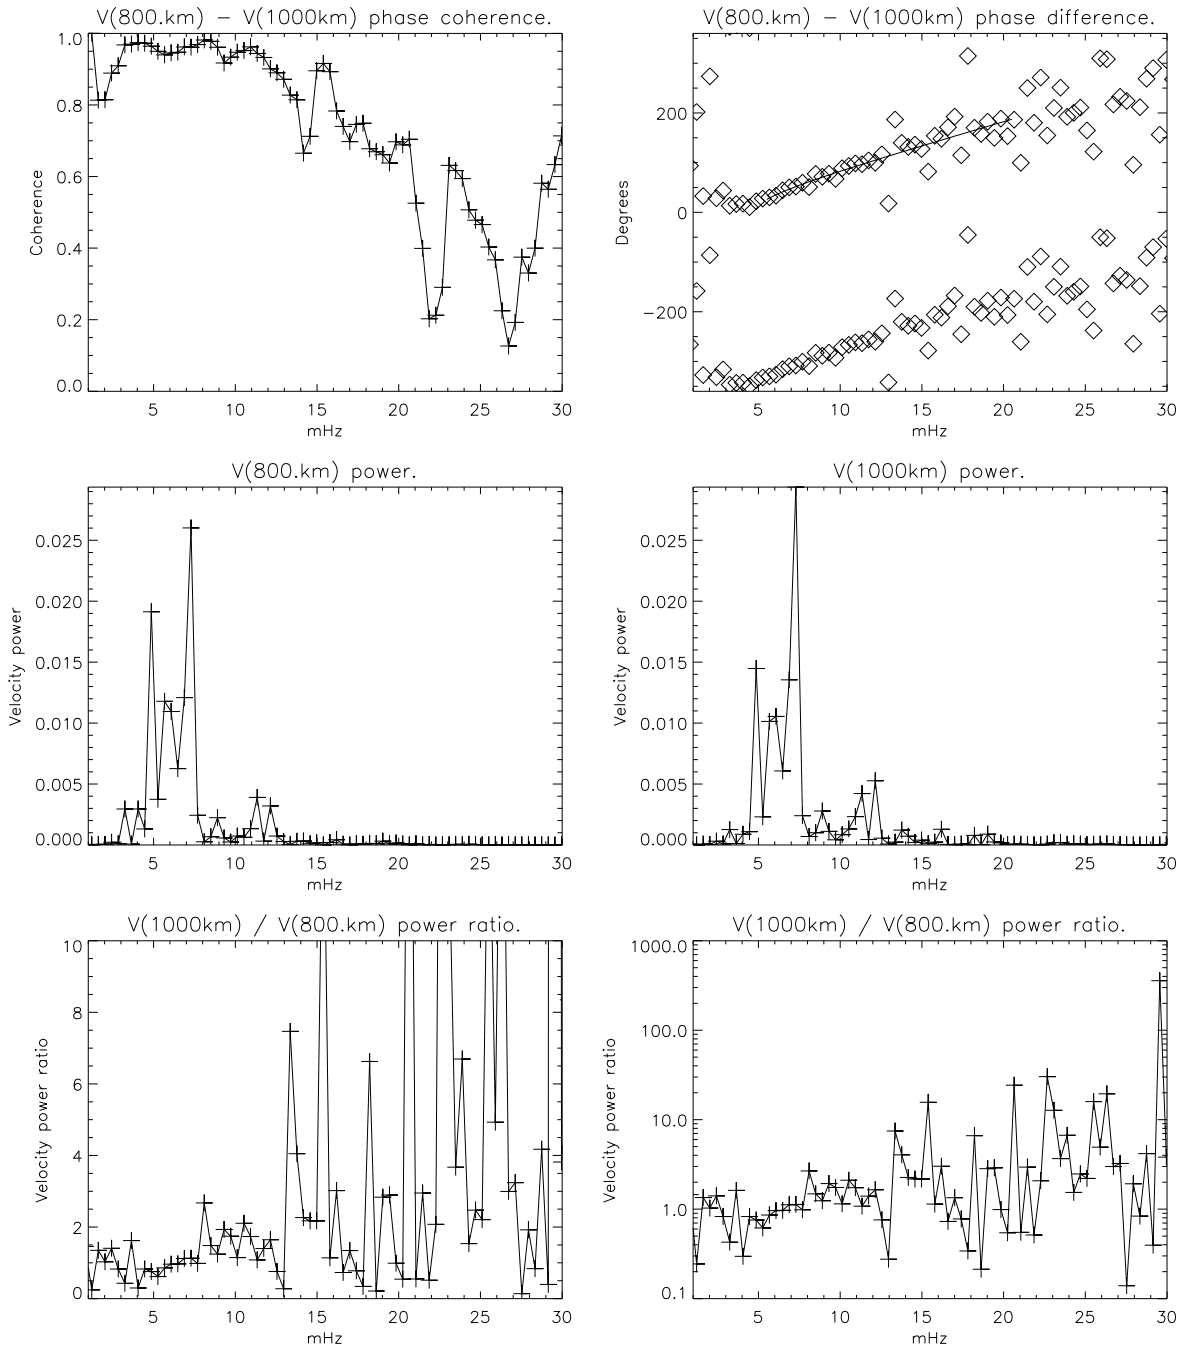 V(800.km) − V(1000km) phase coherence.
1.0
0.8
0.6
0.4
0.2
0.0
Coherence
5 10 15 20 25 30
mHz
V(800.km) − V(1000km) phase difference.
200
0
−200
Degrees
5 10 15 20 25 30
mHz
V(800.km) power.
0.025
0.020
0.015
0.010
0.005
0.000
Velocity power
5 10 15 20 25 30
mHz
V(1000km) power.
0.025
0.020
0.015
0.010
0.005
0.000
Velocity power
5 10 15 20 25 30
mHz
V(1000km) / V(800.km) power ratio.
10
8
6
4
2
0
Velocity power ratio
5 10 15 20 25 30
mHz
V(1000km) / V(800.km) power ratio.
1000.0
100.0
10.0
1.0
0.1
Velocity power ratio
5 10 15 20 25 30
mHz